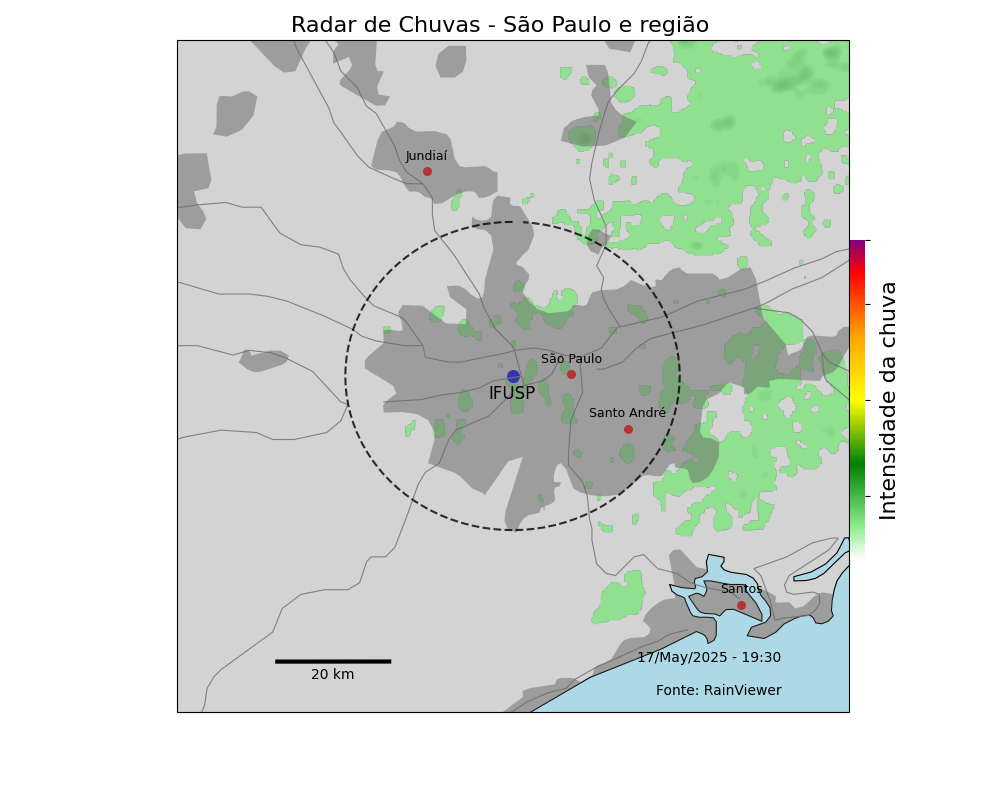 Radar de Chuvas - São Paulo e região
Jundiaí
São Paulo
IFUSP
Santo André
Intensidade da chuva
Santos
17/May/2025 - 19:30
20 km
Fonte: RainViewer